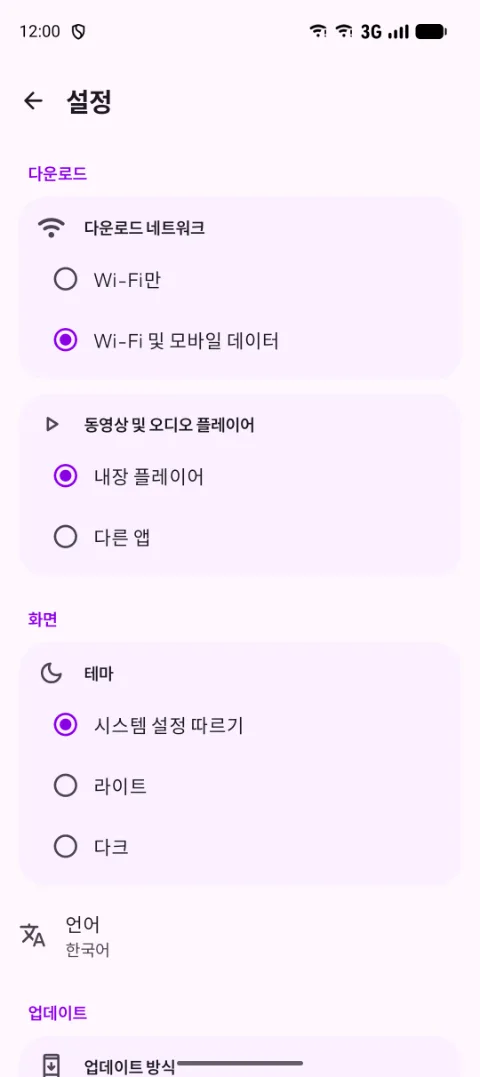 12:00
3G
설정
다운로드
다운로드 네트워크
Wi-Fi만
Wi-Fi 및 모바일 데이터
동영상 및 오디오 플레이어
내장 플레이어
다른 앱
화면
테마
시스템 설정 따르기
라이트
다크
언어
한국어
업데이트
업데이트 방식